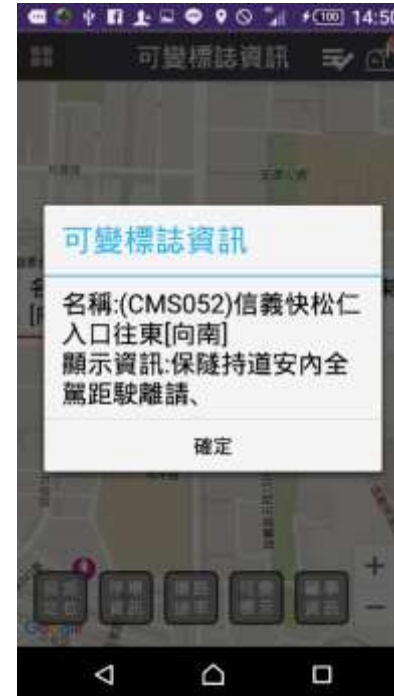 14:50
可變標誌資訊
可變標誌資訊
名稱:(CMS052)信義快松仁
入口往東[向南]
顯示資訊:保隧持道安內全
駕距駛離請、
確定
+
−